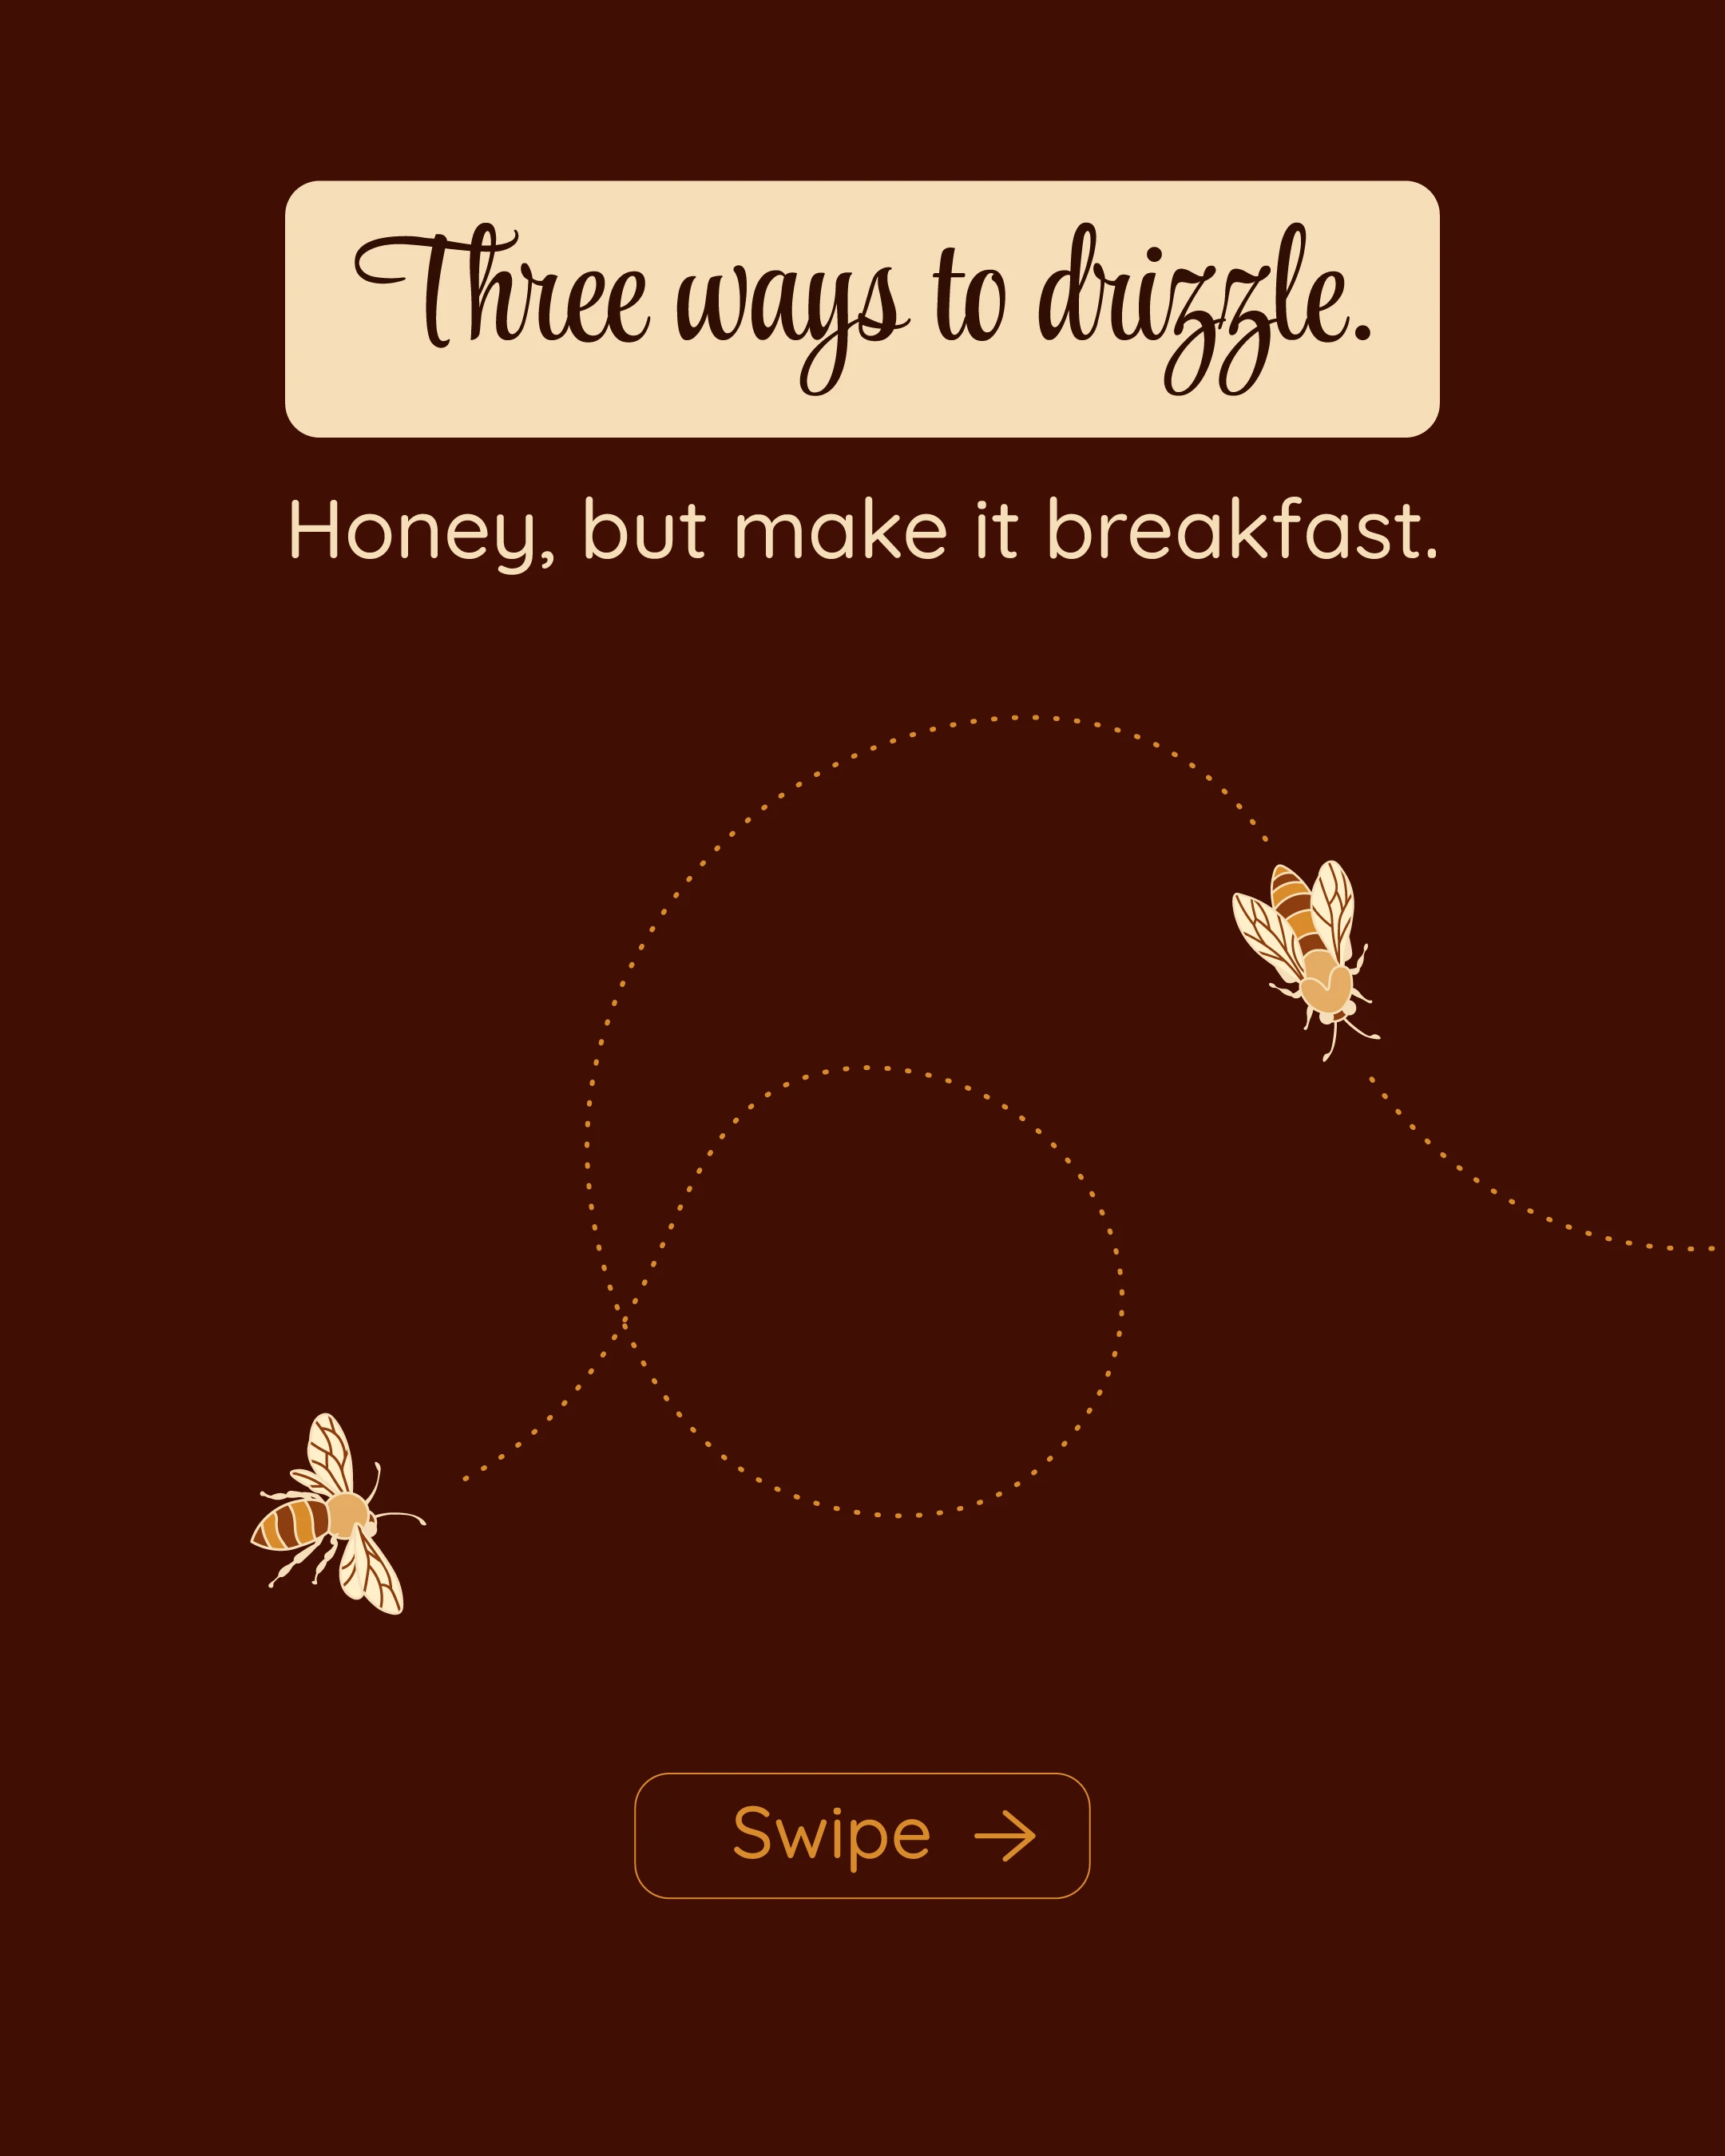 Three ways to drizzle.
Honey, but make it breakfast.
Swipe →